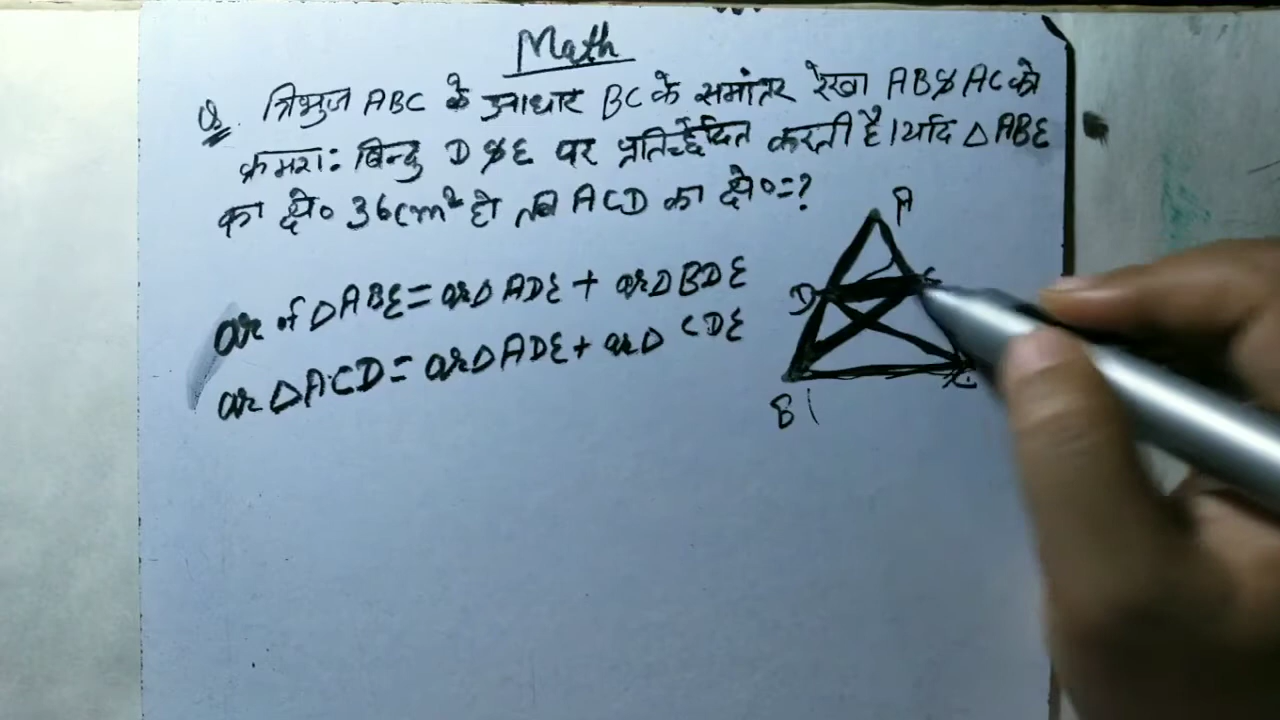 Math
Q. त्रिभुज ABC के आधार BC के समांतर रेखा AB & AC को
क्रमशः बिन्दु D & E पर प्रतिच्छेदित करती है। यदि △ABE
का क्षे० 36cm² हो तब ACD का क्षे०=?
A
ar of △ABE = ar△ADE + ar△BDE
D E
ar△ACD = ar△ADE + ar△CDE
B C